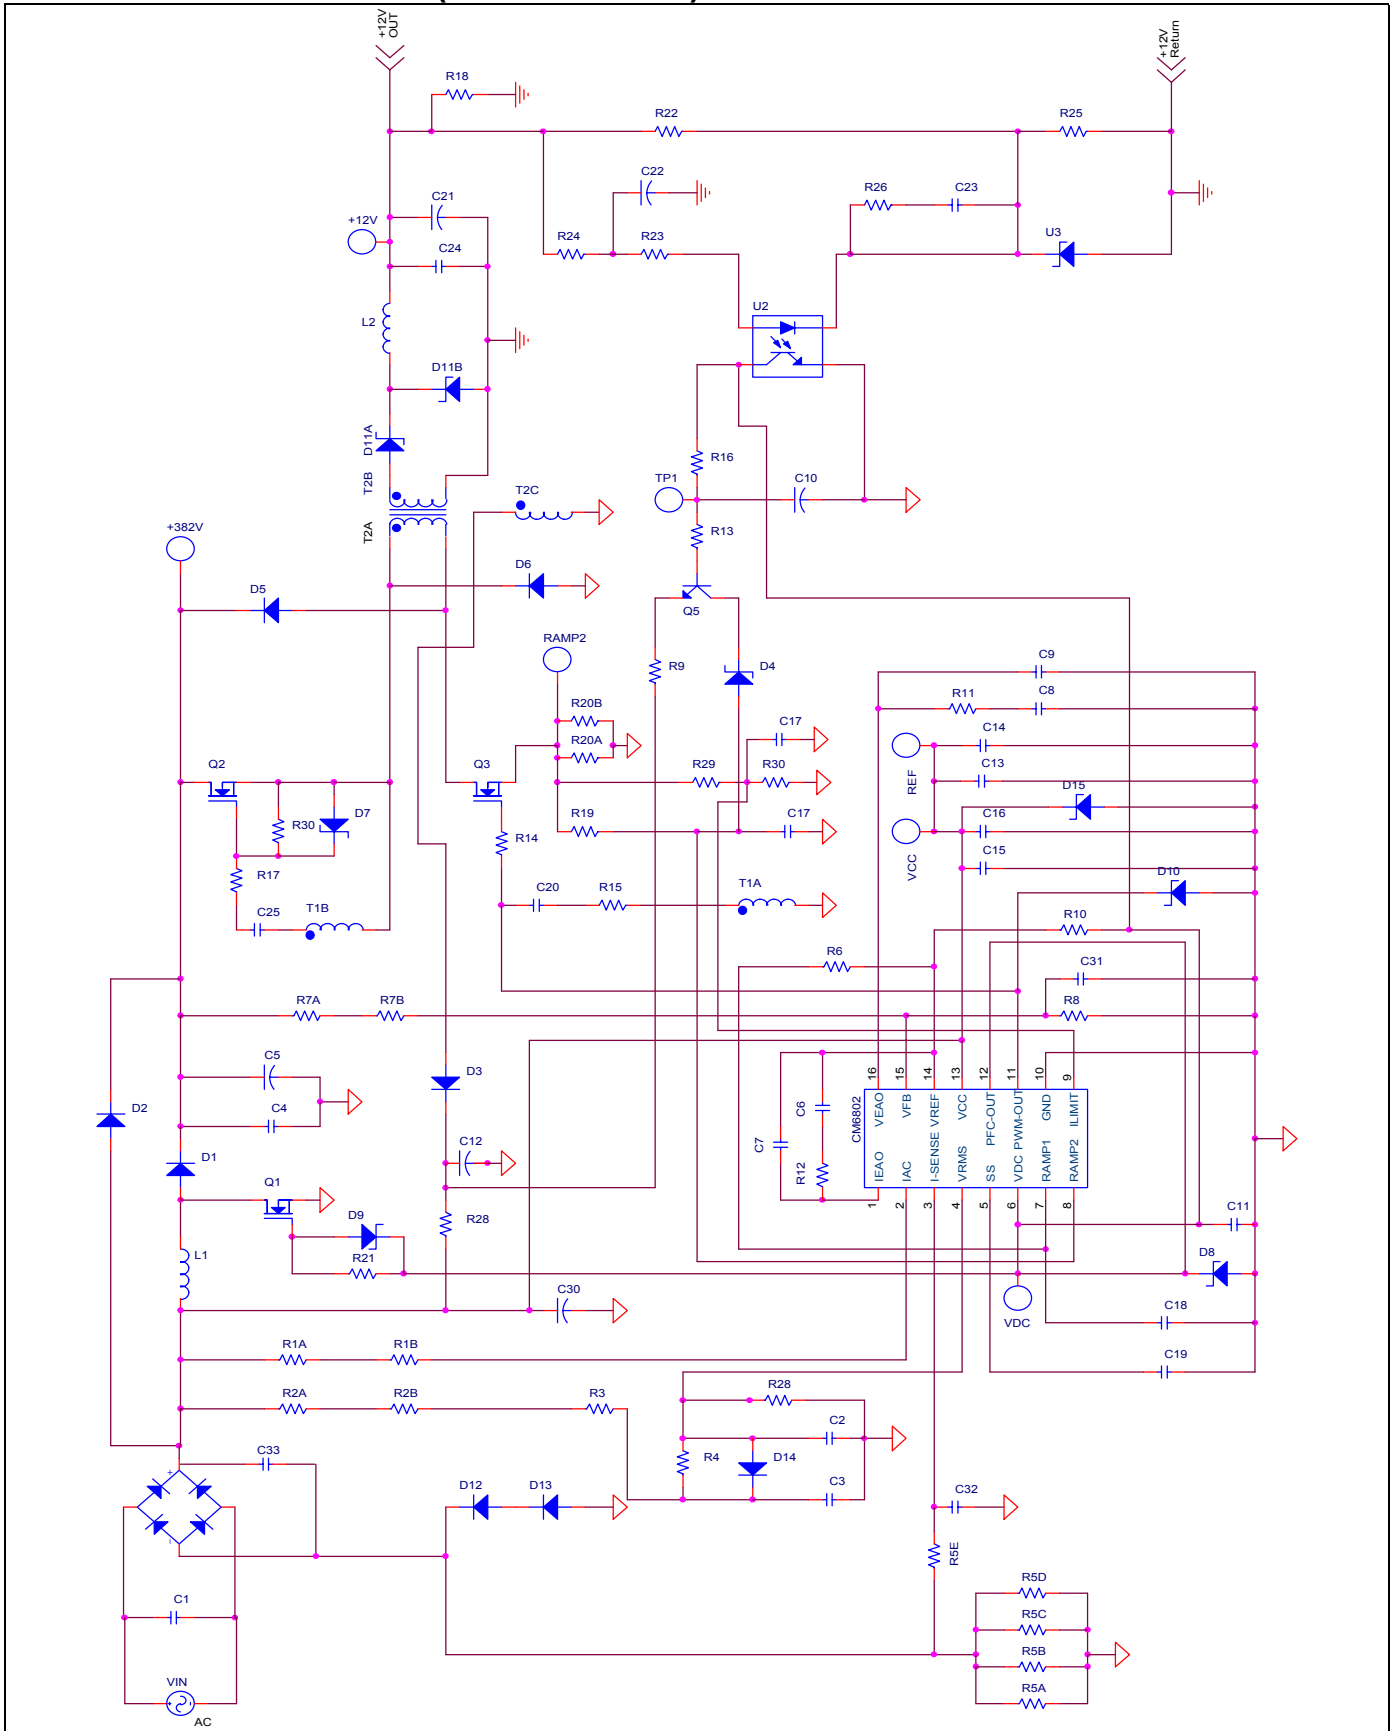 +12V
OUT
+12V
Return
R18
R22
R25
C21
C22
R26
C23
+12V
C24
R24
R23
U3
L2
U2
D11B
D11A
T2B
T2A
T2C
R16
TP1
C10
R13
+382V
D5
D6
Q5
RAMP2
R9
D4
C9
R11
C8
R20B
R20A
C17
C14
REF
C13
Q2
Q3
R29
R30
D15
R30
D7
R19
C17
C16
VCC
C15
R14
R17
C25
T1B
C20
R15
T1A
D10
R10
R6
C31
R7A
R7B
R8
C5
C4
D2
D3
D1
C12
C6
C7
R12
CM6802
16
15
14
13
12
11
10
9
VEAO
VFB
VREF
VCC
PFC-OUT
PWM-OUT
GND
ILIMIT
IEAO
IAC
I-SENSE
VRMS
SS
VDC
RAMP1
RAMP2
1
2
3
4
5
6
7
8
Q1
D9
R28
R21
L1
C11
D8
C30
VDC
C18
C19
R1A
R1B
R2A
R2B
R3
R28
C2
R4
D14
C3
C33
+
D12
D13
C32
R5E
C1
R5D
R5C
R5B
R5A
VIN
AC